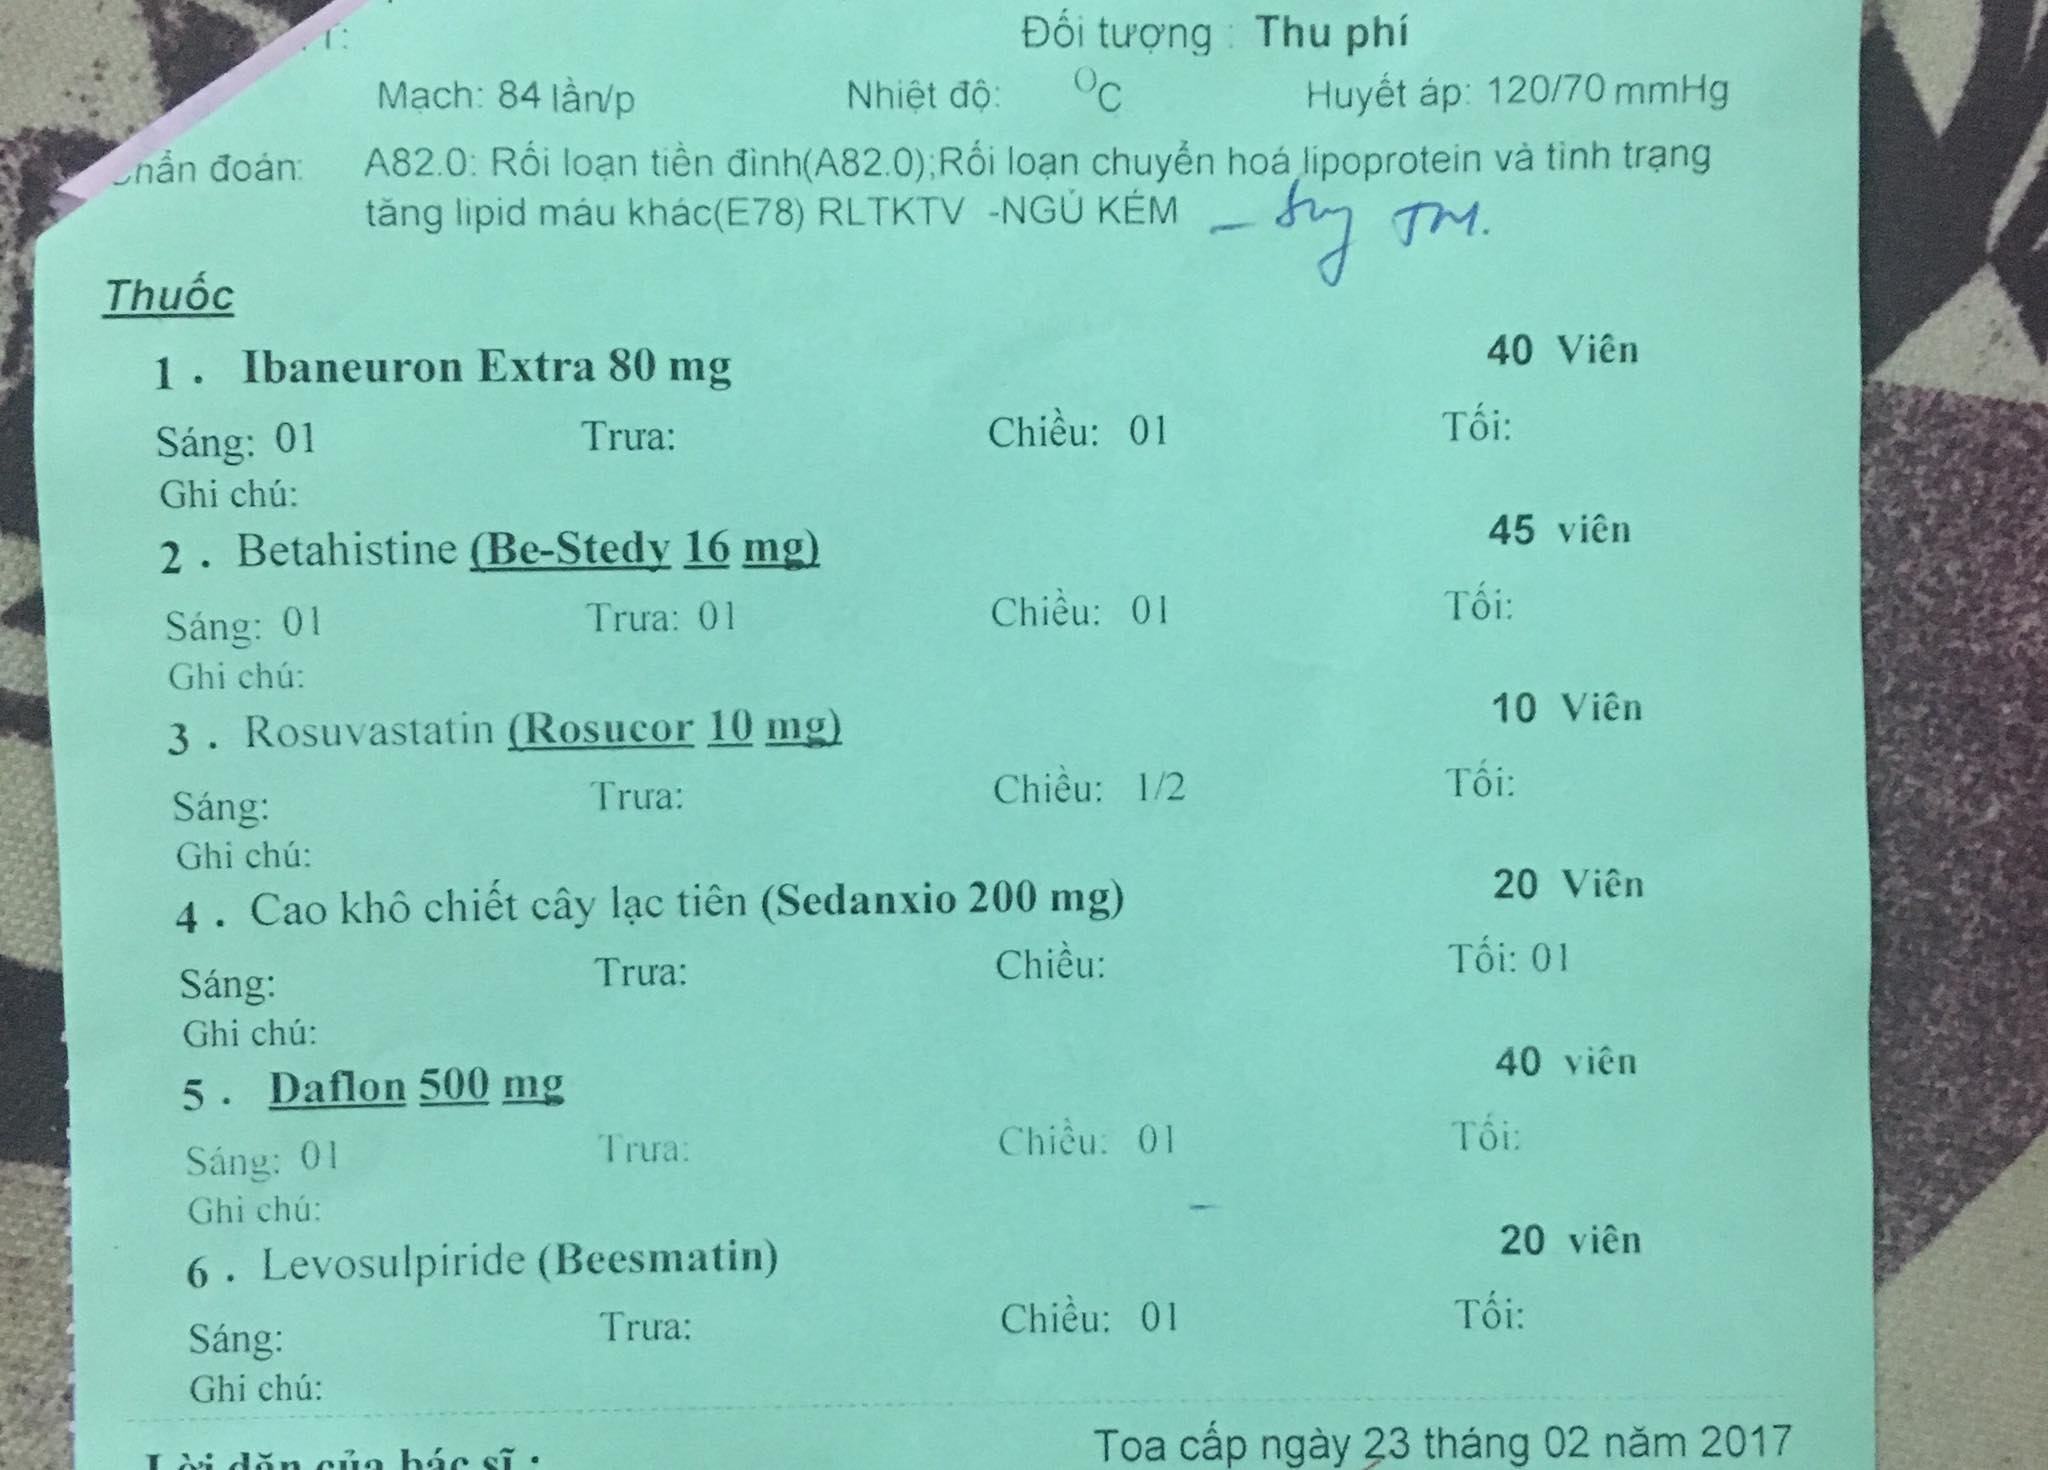 Đối tượng : Thu phí
Mạch: 84 lần/p Nhiệt độ: ⁰C Huyết áp: 120/70 mmHg
hẩn đoán: A82.0: Rối loạn tiền đình(A82.0);Rối loạn chuyển hoá lipoprotein và tình trạng
tăng lipid máu khác(E78) RLTKTV -NGỦ KÉM - Suy TM.
Thuốc
1 . Ibaneuron Extra 80 mg 40 Viên
Sáng: 01 Trưa: Chiều: 01 Tối:
Ghi chú:
2 . Betahistine (Be-Stedy 16 mg) 45 viên
Sáng: 01 Trưa: 01 Chiều: 01 Tối:
Ghi chú:
3 . Rosuvastatin (Rosucor 10 mg) 10 Viên
Sáng: Trưa: Chiều: 1/2 Tối:
Ghi chú:
4 . Cao khô chiết cây lạc tiên (Sedanxio 200 mg) 20 Viên
Sáng: Trưa: Chiều: Tối: 01
Ghi chú:
5 . Daflon 500 mg 40 viên
Sáng: 01 Trưa: Chiều: 01 Tối:
Ghi chú:
6 . Levosulpiride (Beesmatin) 20 viên
Sáng: Trưa: Chiều: 01 Tối:
Ghi chú:
Toa cấp ngày 23 tháng 02 năm 2017
Lời dặn của bác sĩ :